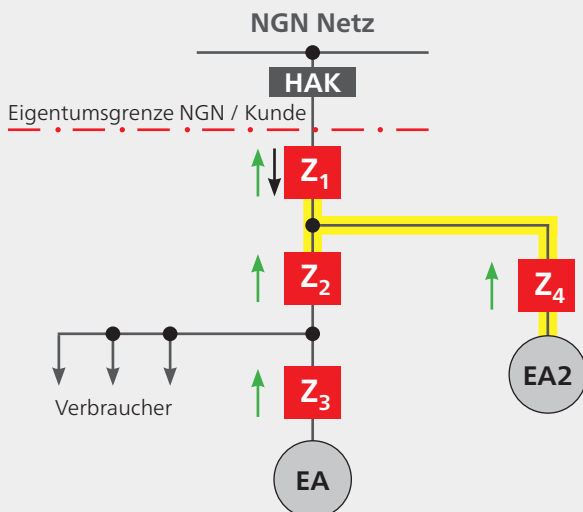 NGN Netz
HAK
Eigentumsgrenze NGN / Kunde
Z1
Z2
Z4
Verbraucher
Z3
EA2
EA